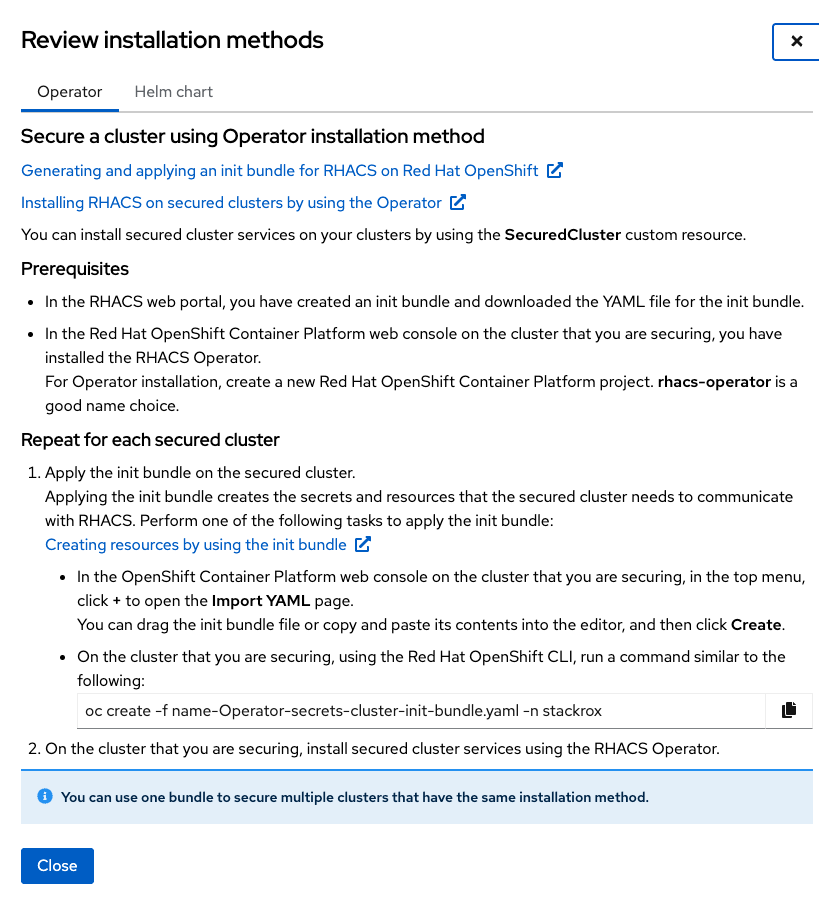 Review installation methods
Operator
Helm chart
Secure a cluster using Operator installation method
Generating and applying an init bundle for RHACS on Red Hat OpenShift
Installing RHACS on secured clusters by using the Operator
You can install secured cluster services on your clusters by using the SecuredCluster custom resource.
Prerequisites
• In the RHACS web portal, you have created an init bundle and downloaded the YAML file for the init bundle.
• In the Red Hat OpenShift Container Platform web console on the cluster that you are securing, you have
installed the RHACS Operator.
For Operator installation, create a new Red Hat OpenShift Container Platform project. rhacs-operator is a
good name choice.
Repeat for each secured cluster
1. Apply the init bundle on the secured cluster.
Applying the init bundle creates the secrets and resources that the secured cluster needs to communicate
with RHACS. Perform one of the following tasks to apply the init bundle:
Creating resources by using the init bundle
• In the OpenShift Container Platform web console on the cluster that you are securing, in the top menu,
click + to open the Import YAML page.
You can drag the init bundle file or copy and paste its contents into the editor, and then click Create.
• On the cluster that you are securing, using the Red Hat OpenShift CLI, run a command similar to the
following:
oc create -f name-Operator-secrets-cluster-init-bundle.yaml -n stackrox
2. On the cluster that you are securing, install secured cluster services using the RHACS Operator.
You can use one bundle to secure multiple clusters that have the same installation method.
Close